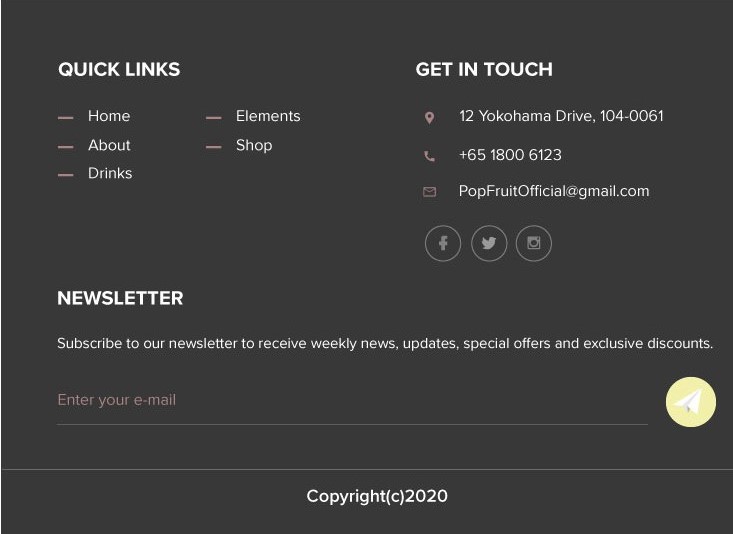 QUICK LINKS
Home
About
Drinks
Elements
Shop
GET IN TOUCH
12 Yokohama Drive, 104-0061
+65 1800 6123
PopFruitOfficial@gmail.com
NEWSLETTER
Subscribe to our newsletter to receive weekly news, updates, special offers and exclusive discounts.
Enter your e-mail
Copyright(c)2020